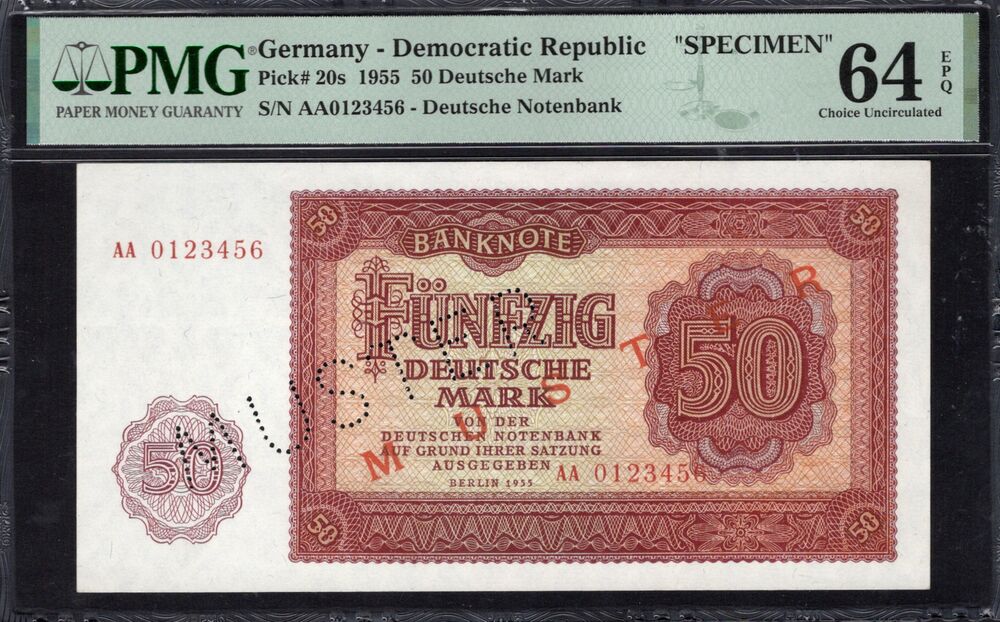 PMG®
PAPER MONEY GUARANTY
Germany - Democratic Republic
Pick# 20s 1955 50 Deutsche Mark
S/N AA0123456 - Deutsche Notenbank
"SPECIMEN"
64
EPQ
Choice Uncirculated
50
50
BANKNOTE
AA 0123456
FÜNFZIG
DEUTSCHE
MARK
50
VON DER
DEUTSCHEN NOTENBANK
AUF GRUND IHRER SATZUNG
AUSGEGEBEN
BERLIN 1955
AA 0123456
MUSTER
MUSTER
50
50
50